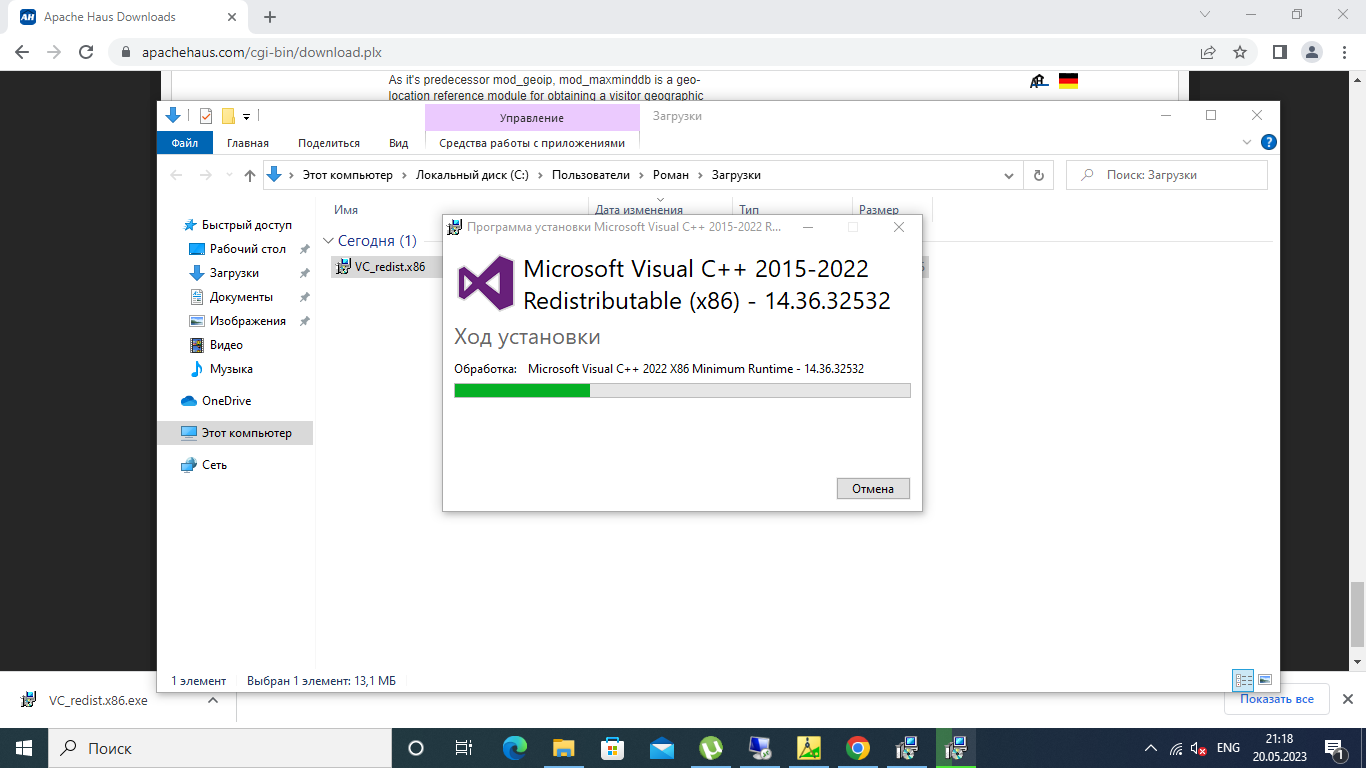 Apache Haus Downloads
apachehaus.com/cgi-bin/download.plx
As it's predecessor mod_geoip, mod_maxminddb is a geo-
location reference module for obtaining a visitor geographic
Управление
Загрузки
Файл
Главная
Поделиться
Вид
Средства работы с приложениями
Этот компьютер
Локальный диск (C:)
Пользователи
Роман
Загрузки
Поиск: Загрузки
Имя
Дата изменения
Тип
Размер
Быстрый доступ
Рабочий стол
Загрузки
Документы
Изображения
Видео
Музыка
OneDrive
Этот компьютер
Сеть
Сегодня (1)
VC_redist.x86
Программа установки Microsoft Visual C++ 2015-2022 R...
Microsoft Visual C++ 2015-2022
Redistributable (x86) - 14.36.32532
Ход установки
Обработка: Microsoft Visual C++ 2022 X86 Minimum Runtime - 14.36.32532
Отмена
1 элемент
Выбран 1 элемент: 13,1 МБ
VC_redist.x86.exe
Показать все
Поиск
ENG
21:18
20.05.2023
1